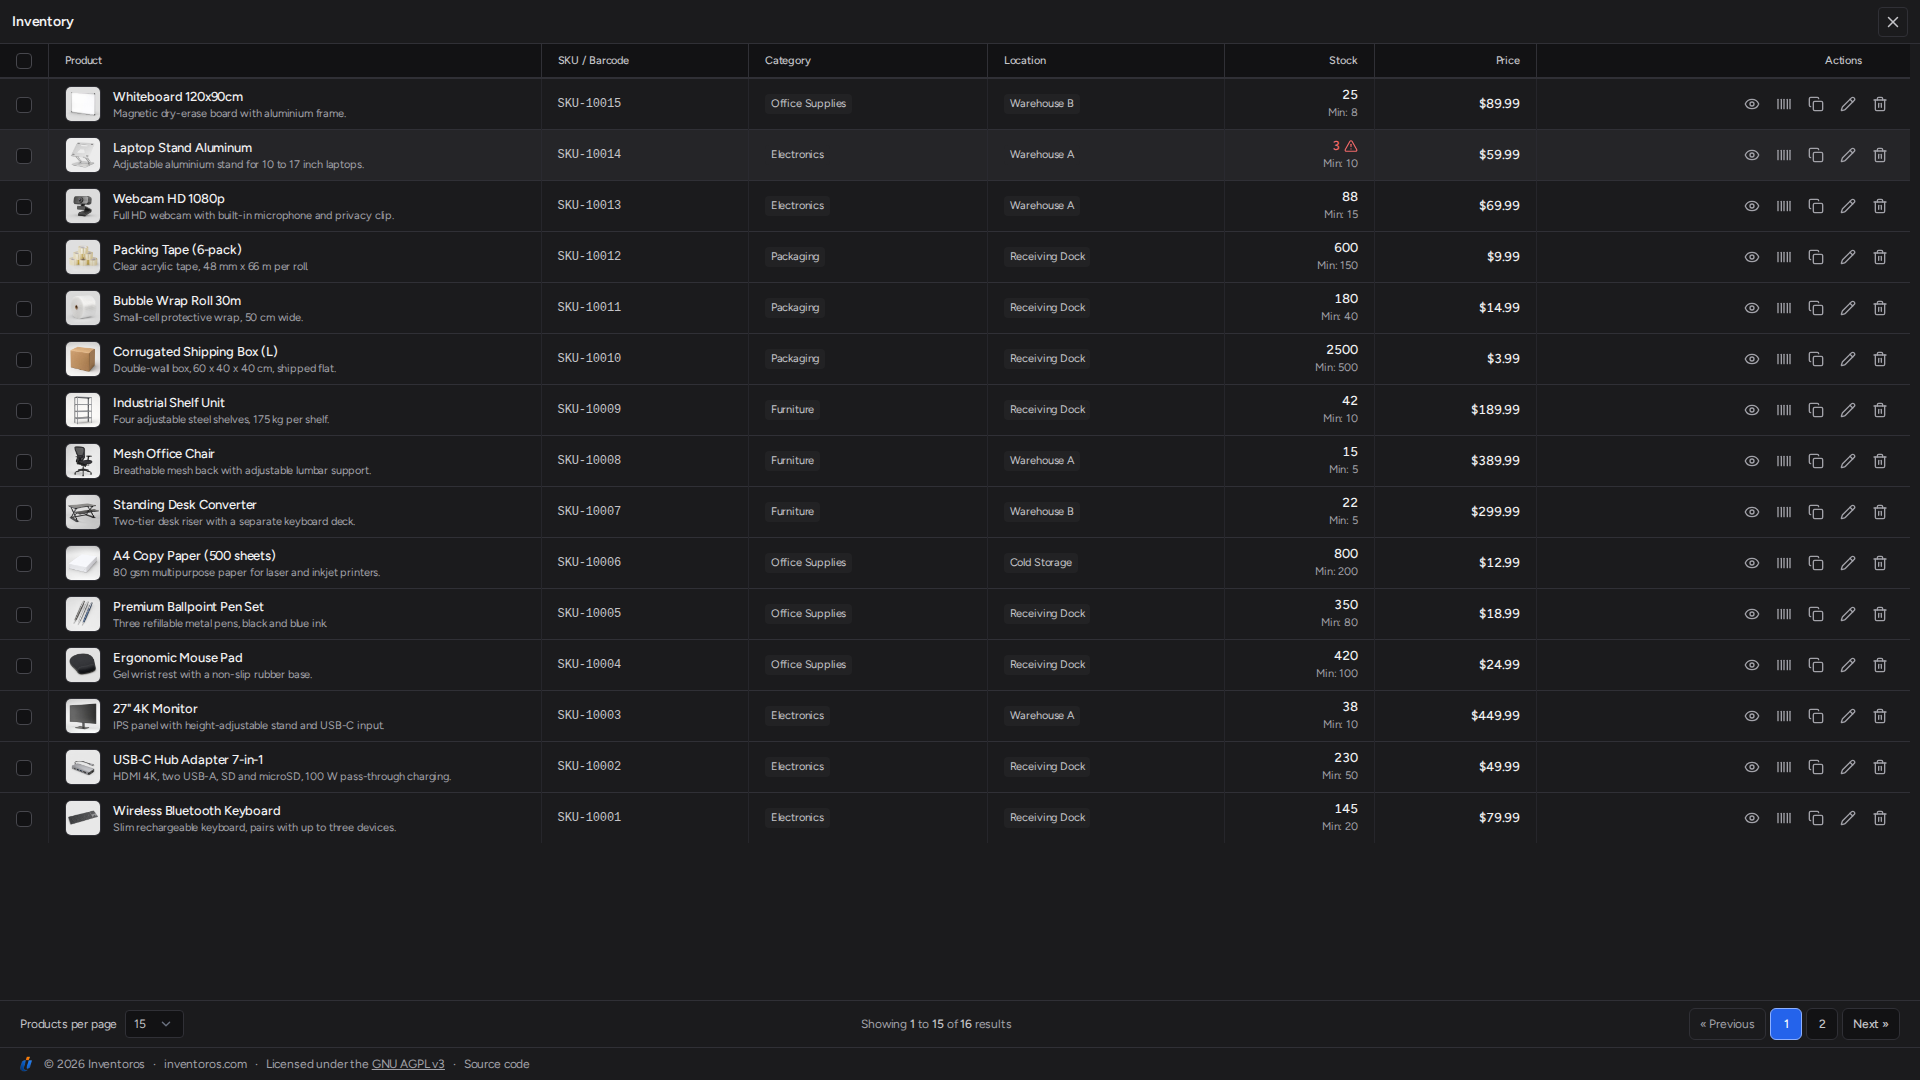 Inventory
Product SKU / Barcode Category Location Stock Price Actions
Whiteboard 120x90cm
Magnetic dry-erase board with aluminium frame.
SKU-10015 Office Supplies Warehouse B 25 Min: 8 $89.99
Laptop Stand Aluminum
Adjustable aluminium stand for 10 to 17 inch laptops.
SKU-10014 Electronics Warehouse A 3 Min: 10 $59.99
Webcam HD 1080p
Full HD webcam with built-in microphone and privacy clip.
SKU-10013 Electronics Warehouse A 88 Min: 15 $69.99
Packing Tape (6-pack)
Clear acrylic tape, 48 mm x 66 m per roll.
SKU-10012 Packaging Receiving Dock 600 Min: 150 $9.99
Bubble Wrap Roll 30m
Small-cell protective wrap, 50 cm wide.
SKU-10011 Packaging Receiving Dock 180 Min: 40 $14.99
Corrugated Shipping Box (L)
Double-wall box, 60 x 40 x 40 cm, shipped flat.
SKU-10010 Packaging Receiving Dock 2500 Min: 500 $3.99
Industrial Shelf Unit
Four adjustable steel shelves, 175 kg per shelf.
SKU-10009 Furniture Receiving Dock 42 Min: 10 $189.99
Mesh Office Chair
Breathable mesh back with adjustable lumbar support.
SKU-10008 Furniture Warehouse A 15 Min: 5 $389.99
Standing Desk Converter
Two-tier desk riser with a separate keyboard deck.
SKU-10007 Furniture Warehouse B 22 Min: 5 $299.99
A4 Copy Paper (500 sheets)
80 gsm multipurpose paper for laser and inkjet printers.
SKU-10006 Office Supplies Cold Storage 800 Min: 200 $12.99
Premium Ballpoint Pen Set
Three refillable metal pens, black and blue ink.
SKU-10005 Office Supplies Receiving Dock 350 Min: 80 $18.99
Ergonomic Mouse Pad
Gel wrist rest with a non-slip rubber base.
SKU-10004 Office Supplies Receiving Dock 420 Min: 100 $24.99
27" 4K Monitor
IPS panel with height-adjustable stand and USB-C input.
SKU-10003 Electronics Warehouse A 38 Min: 10 $449.99
USB-C Hub Adapter 7-in-1
HDMI 4K, two USB-A, SD and microSD, 100 W pass-through charging.
SKU-10002 Electronics Receiving Dock 230 Min: 50 $49.99
Wireless Bluetooth Keyboard
Slim rechargeable keyboard, pairs with up to three devices.
SKU-10001 Electronics Receiving Dock 145 Min: 20 $79.99
Products per page 15 Showing 1 to 15 of 16 results « Previous 1 2 Next »
© 2026 Inventoros · inventoros.com · Licensed under the GNU AGPL v3 · Source code